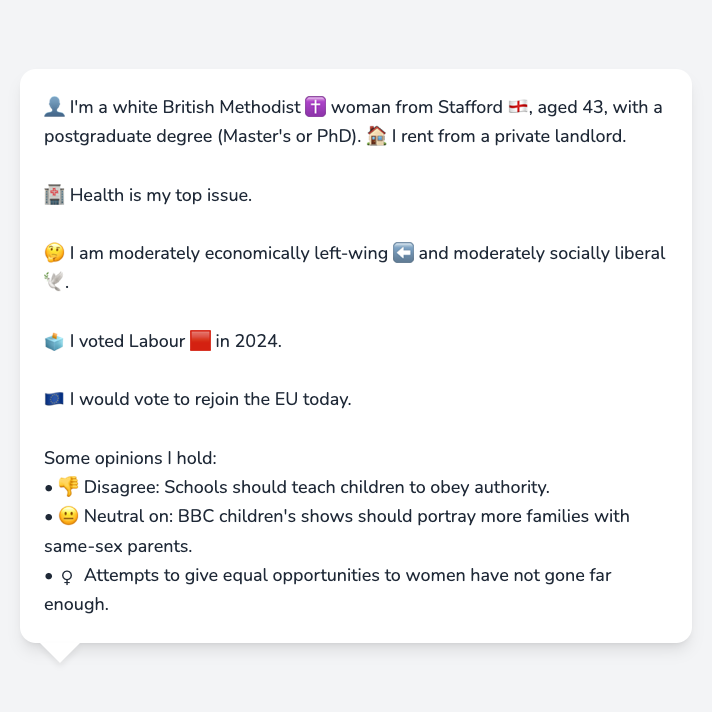 👤 I'm a white British Methodist ✝️ woman from Stafford 🏴󠁧󠁢󠁥󠁮󠁧󠁿, aged 43, with a
postgraduate degree (Master's or PhD). 🏠 I rent from a private landlord.
🏥 Health is my top issue.
🤔 I am moderately economically left-wing ⬅️ and moderately socially liberal
🕊️.
🗳️ I voted Labour 🟥 in 2024.
🇪🇺 I would vote to rejoin the EU today.
Some opinions I hold:
• 👎 Disagree: Schools should teach children to obey authority.
• 😐 Neutral on: BBC children's shows should portray more families with
same-sex parents.
• ♀ Attempts to give equal opportunities to women have not gone far
enough.